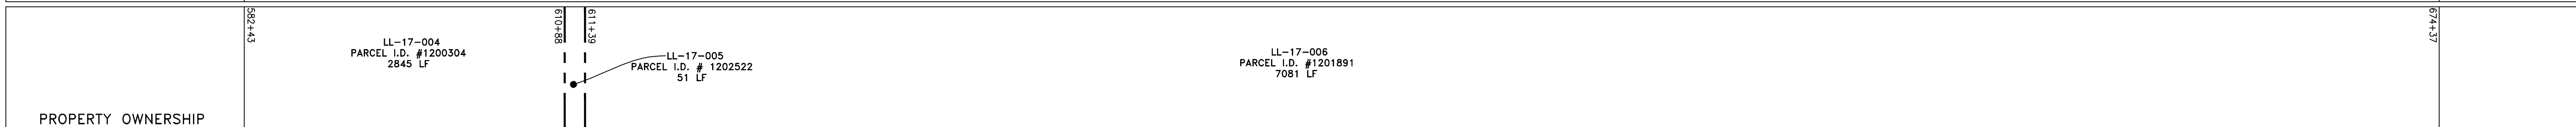 582+43
LL-17-004
PARCEL I.D. #1200304
2845 LF
610+88
611+39
LL-17-005
PARCEL I.D. # 1202522
51 LF
LL-17-006
PARCEL I.D. #1201891
7081 LF
674+37
PROPERTY OWNERSHIP